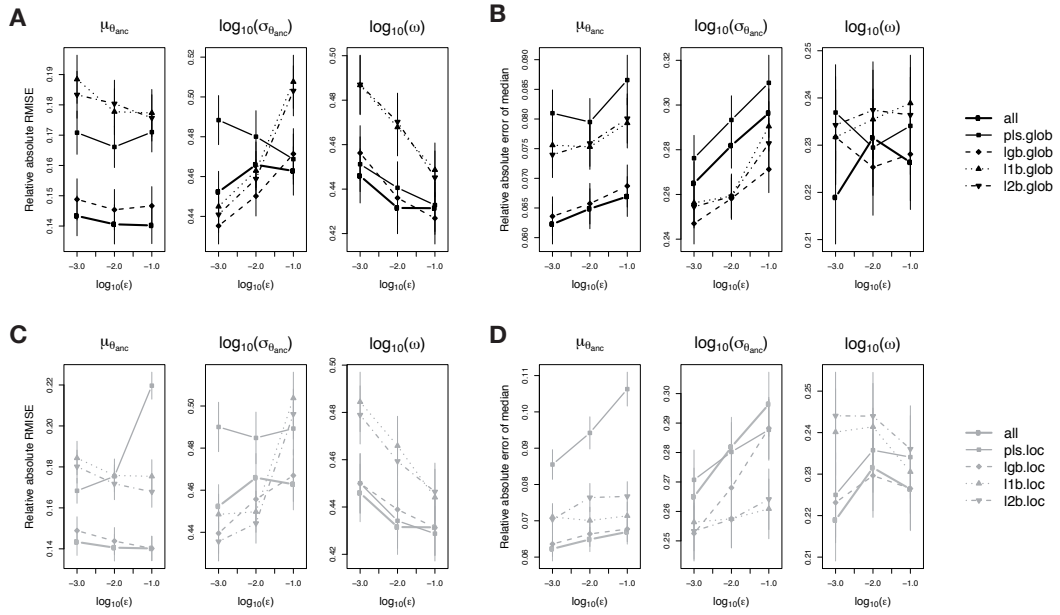 A
B
μθanc
log10(σθanc)
log10(ω)
μθanc
log10(σθanc)
log10(ω)
Relative absolute RMISE
0.14 0.15 0.16 0.17 0.18 0.19
0.44 0.46 0.48 0.50 0.52
0.42 0.44 0.46 0.48 0.50
Relative absolute error of median
0.060 0.065 0.070 0.075 0.080 0.085 0.090
0.24 0.26 0.28 0.30 0.32
0.21 0.22 0.23 0.24 0.25
all
pls.glob
lgb.glob
l1b.glob
l2b.glob
−3.0 −2.0 −1.0
−3.0 −2.0 −1.0
−3.0 −2.0 −1.0
−3.0 −2.0 −1.0
−3.0 −2.0 −1.0
−3.0 −2.0 −1.0
log10(ε)
log10(ε)
log10(ε)
log10(ε)
log10(ε)
log10(ε)
C
D
μθanc
log10(σθanc)
log10(ω)
μθanc
log10(σθanc)
log10(ω)
Relative absolute RMISE
0.14 0.16 0.18 0.20 0.22
0.44 0.46 0.48 0.50
0.42 0.44 0.46 0.48 0.50
Relative absolute error of median
0.06 0.07 0.08 0.09 0.10 0.11
0.25 0.26 0.27 0.28 0.29 0.30
0.21 0.22 0.23 0.24 0.25
all
pls.loc
lgb.loc
l1b.loc
l2b.loc
−3.0 −2.0 −1.0
−3.0 −2.0 −1.0
−3.0 −2.0 −1.0
−3.0 −2.0 −1.0
−3.0 −2.0 −1.0
−3.0 −2.0 −1.0
log10(ε)
log10(ε)
log10(ε)
log10(ε)
log10(ε)
log10(ε)